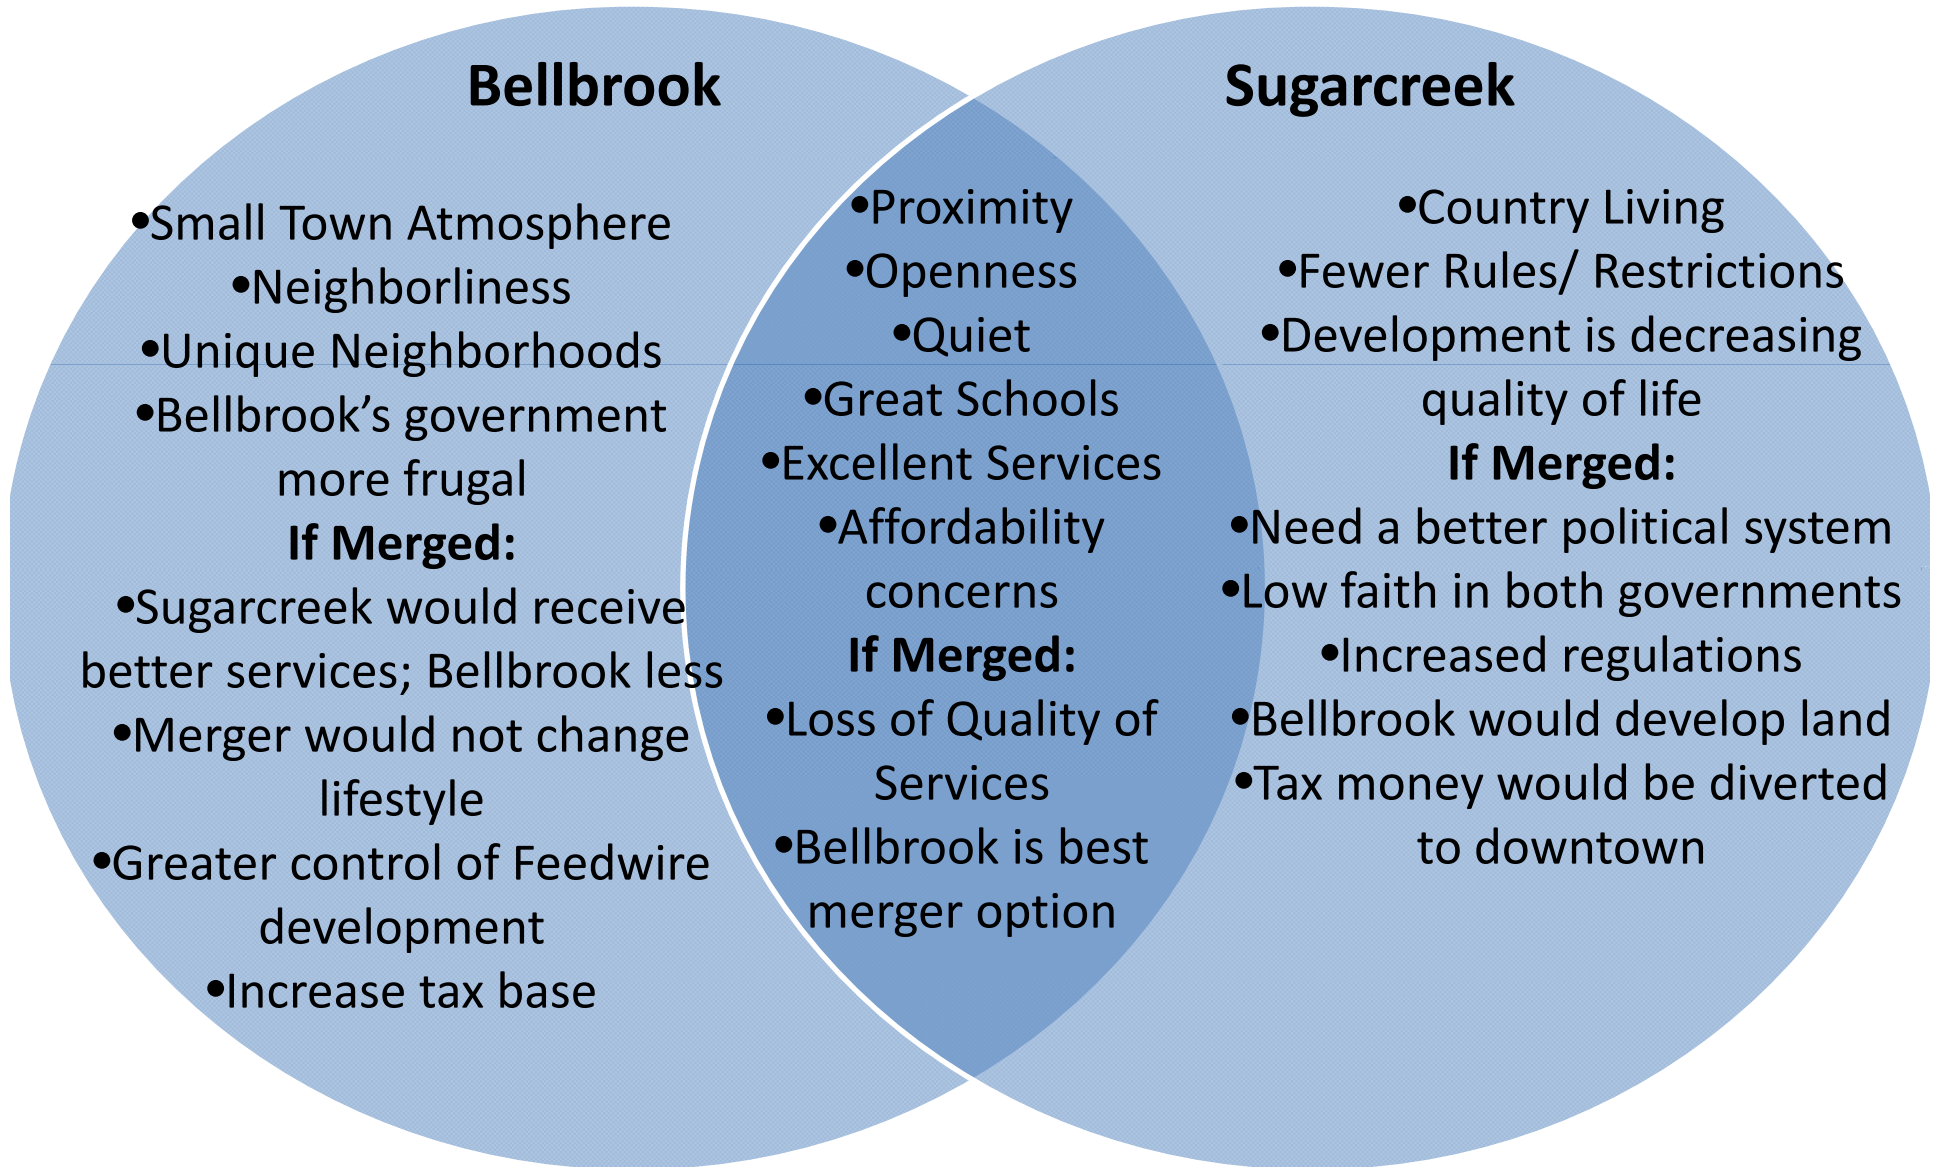 Bellbrook
•Small Town Atmosphere
•Neighborliness
•Unique Neighborhoods
•Bellbrook’s government
more frugal
If Merged:
•Sugarcreek would receive
better services; Bellbrook less
•Merger would not change
lifestyle
•Greater control of Feedwire
development
•Increase tax base
•Proximity
•Openness
•Quiet
•Great Schools
•Excellent Services
•Affordability
concerns
If Merged:
•Loss of Quality of
Services
•Bellbrook is best
merger option
Sugarcreek
•Country Living
•Fewer Rules/ Restrictions
•Development is decreasing
quality of life
If Merged:
•Need a better political system
•Low faith in both governments
•Increased regulations
•Bellbrook would develop land
•Tax money would be diverted
to downtown